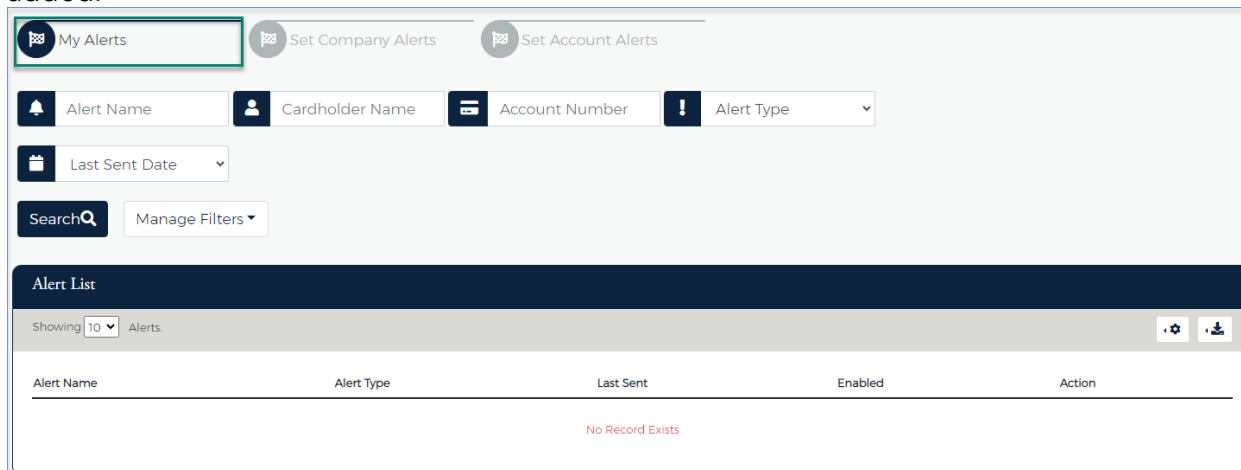 My Alerts Set Company Alerts Set Account Alerts
Alert Name Cardholder Name Account Number Alert Type
Last Sent Date
Search Manage Filters
Alert List
Showing 10 Alerts.
Alert Name Alert Type Last Sent Enabled Action
No Record Exists